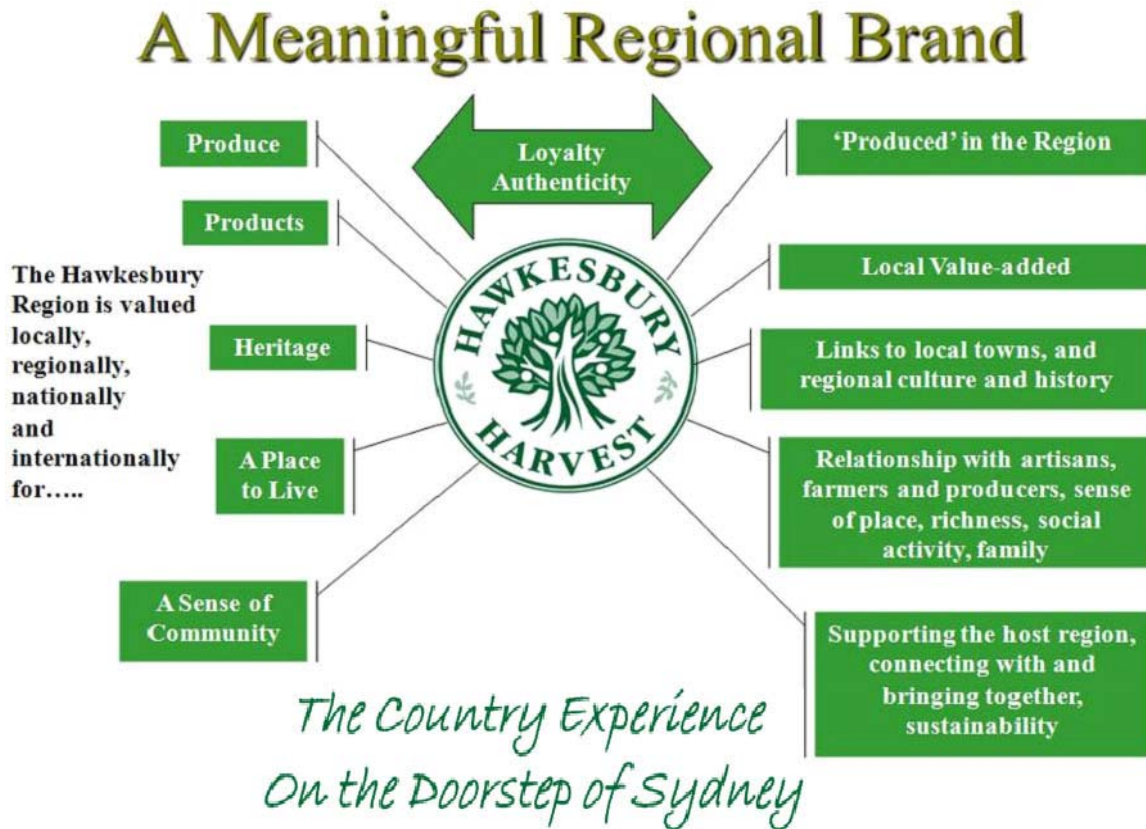 A Meaningful Regional Brand
Produce
Products
The Hawkesbury
Region is valued
locally,
regionally,
nationally
and
internationally
for.....
Heritage
A Place
to Live
A Sense of
Community
Loyalty
Authenticity
HAWKESBURY
HARVEST
'Produced' in the Region
Local Value-added
Links to local towns, and
regional culture and history
Relationship with artisans,
farmers and producers, sense
of place, richness, social
activity, family
Supporting the host region,
connecting with and
bringing together,
sustainability
The Country Experience
On the Doorstep of Sydney